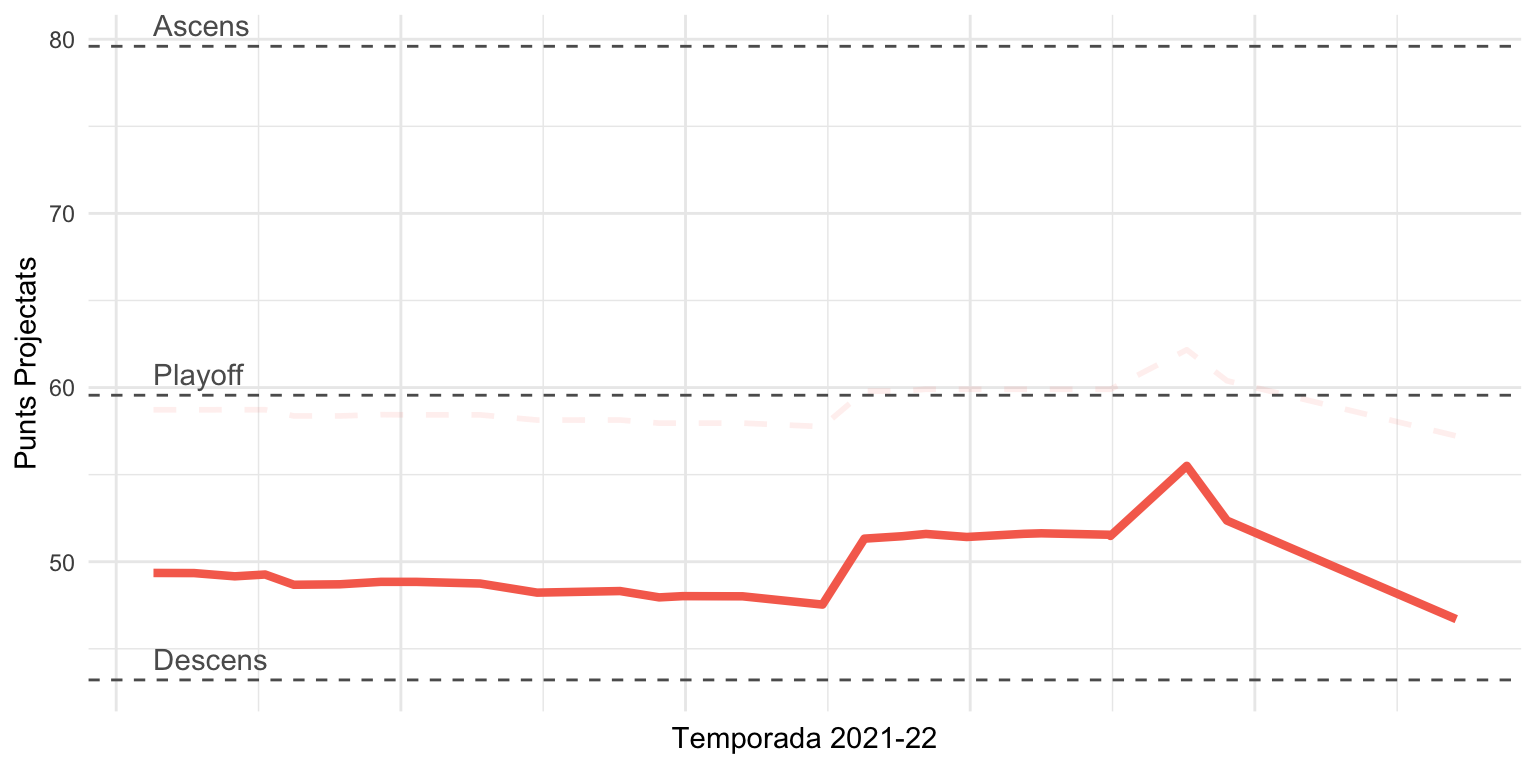 Ascens
80
70
Playoff
60
50
Descens
Punts Projectats
Temporada 2021-22